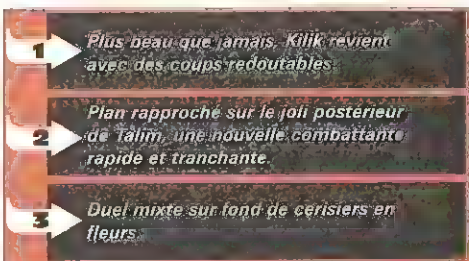 1
Plus beau que jamais, Kilik revient
avec des coups redoutables.
2
Plan rapproché sur le joli postérieur
de Talim, une nouvelle combattante
rapide et tranchante.
3
Duel mixte sur fond de cerisiers en
fleurs.